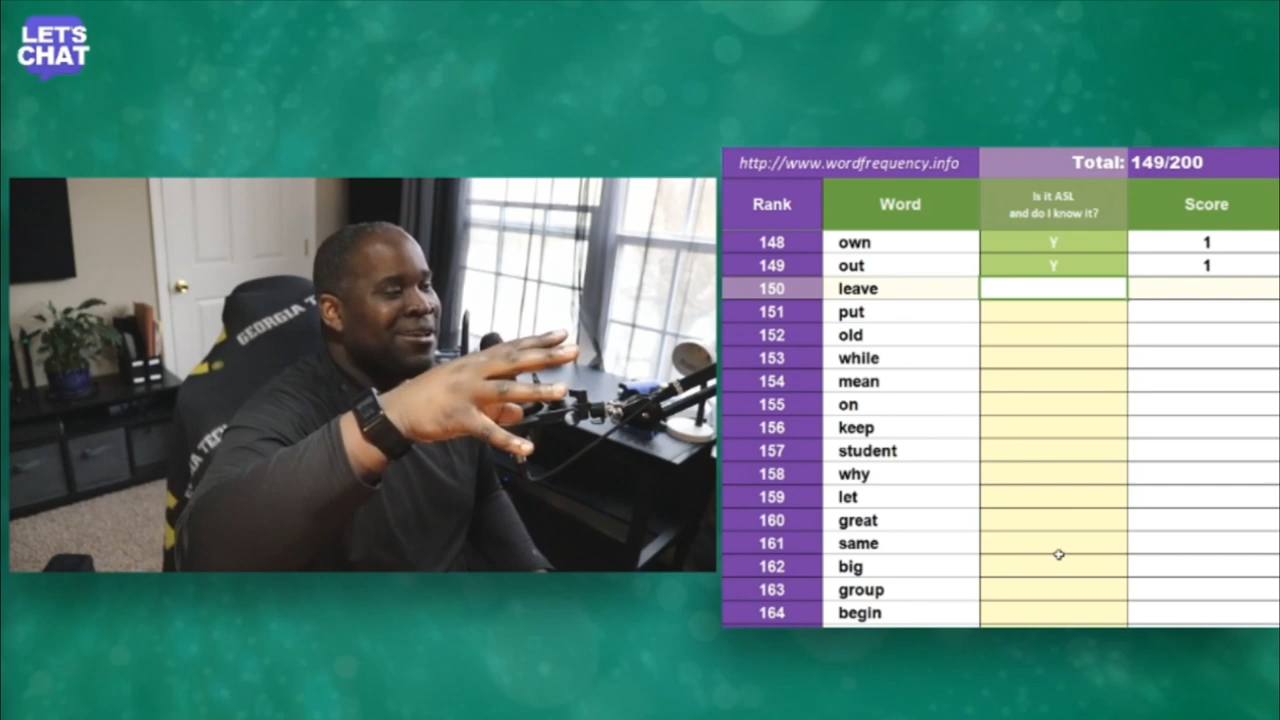 LETS
CHAT
GEORGIA T
IA TECH
http://www.wordfrequency.info Total: 149/200
Rank Word Is it ASL and do I know it? Score
148 own Y 1
149 out Y 1
150 leave
151 put
152 old
153 while
154 mean
155 on
156 keep
157 student
158 why
159 let
160 great
161 same
162 big
163 group
164 begin